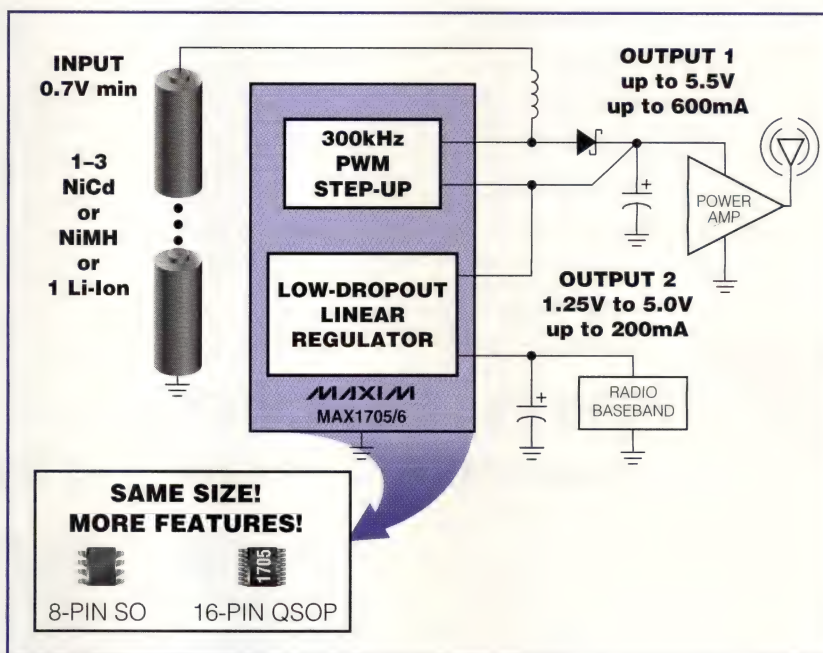 INPUT
0.7V min
1–3
NiCd
or
NiMH
or
1 Li-Ion
300kHz
PWM
STEP-UP
LOW-DROPOUT
LINEAR
REGULATOR
MAXIM
MAX1705/6
OUTPUT 1
up to 5.5V
up to 600mA
+
POWER
AMP
OUTPUT 2
1.25V to 5.0V
up to 200mA
+
RADIO
BASEBAND
SAME SIZE!
MORE FEATURES!
1705
8-PIN SO
16-PIN QSOP